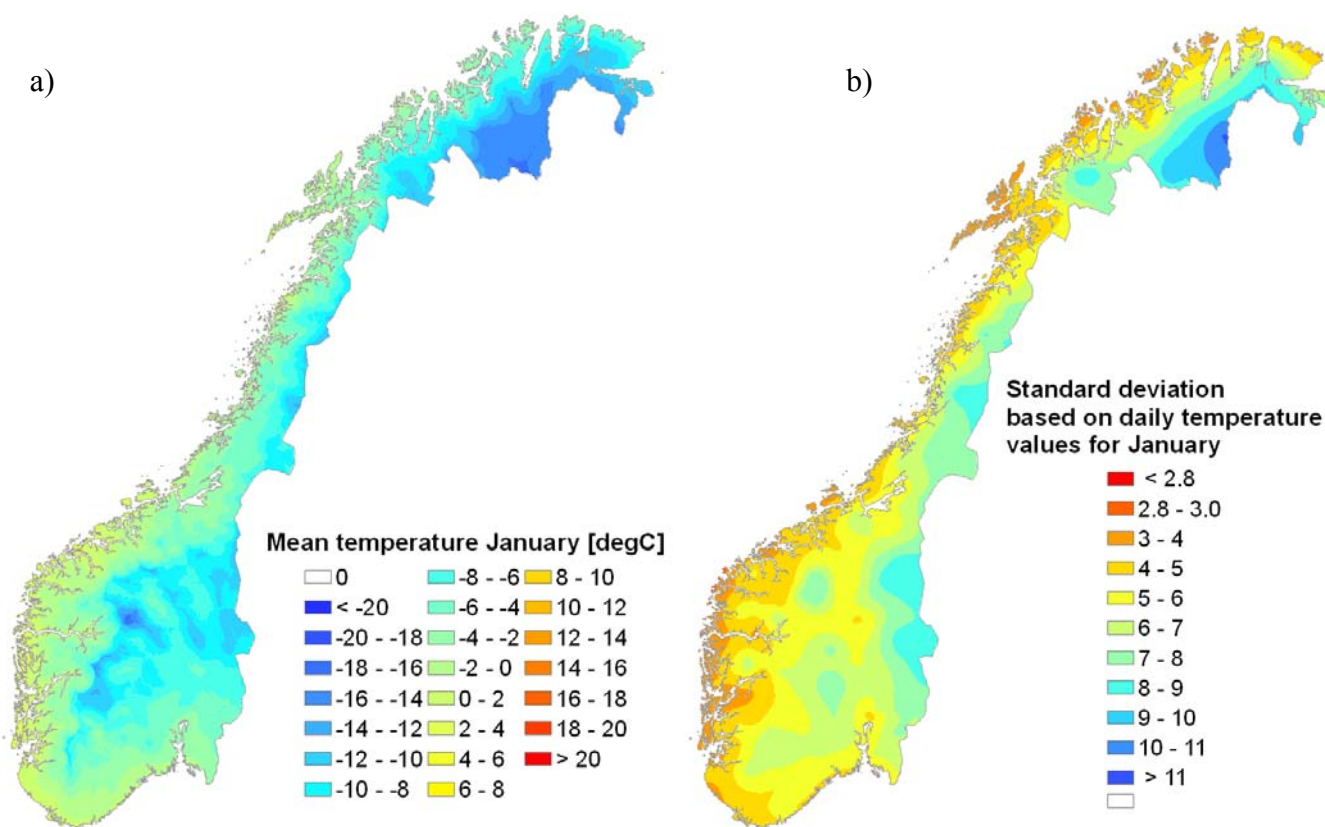 a)
b)
Mean temperature January [degC]
0
< -20
-20 - -18
-18 - -16
-16 - -14
-14 - -12
-12 - -10
-10 - -8
-8 - -6
-6 - -4
-4 - -2
-2 - 0
0 - 2
2 - 4
4 - 6
6 - 8
8 - 10
10 - 12
12 - 14
14 - 16
16 - 18
18 - 20
> 20
Standard deviation
based on daily temperature
values for January
< 2.8
2.8 - 3.0
3 - 4
4 - 5
5 - 6
6 - 7
7 - 8
8 - 9
9 - 10
10 - 11
> 11